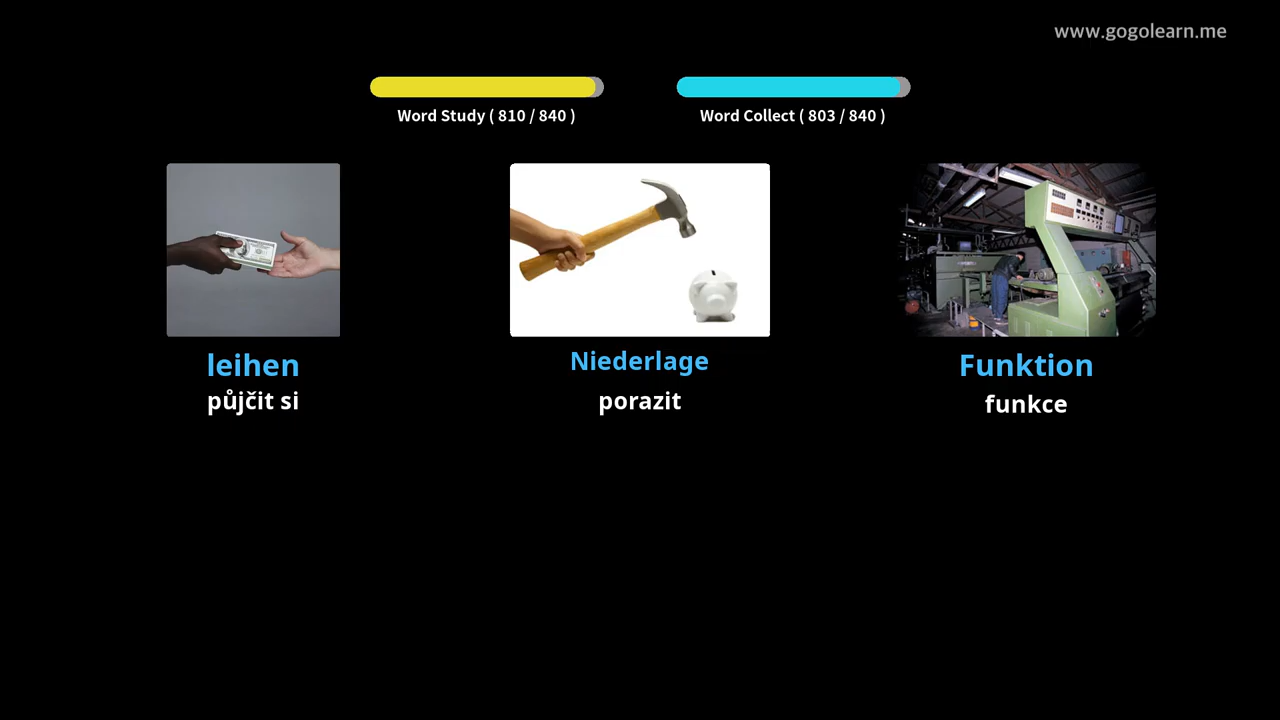 www.gogolearn.me
Word Study ( 810 / 840 )
Word Collect ( 803 / 840 )
leihen
půjčit si
Niederlage
porazit
Funktion
funkce